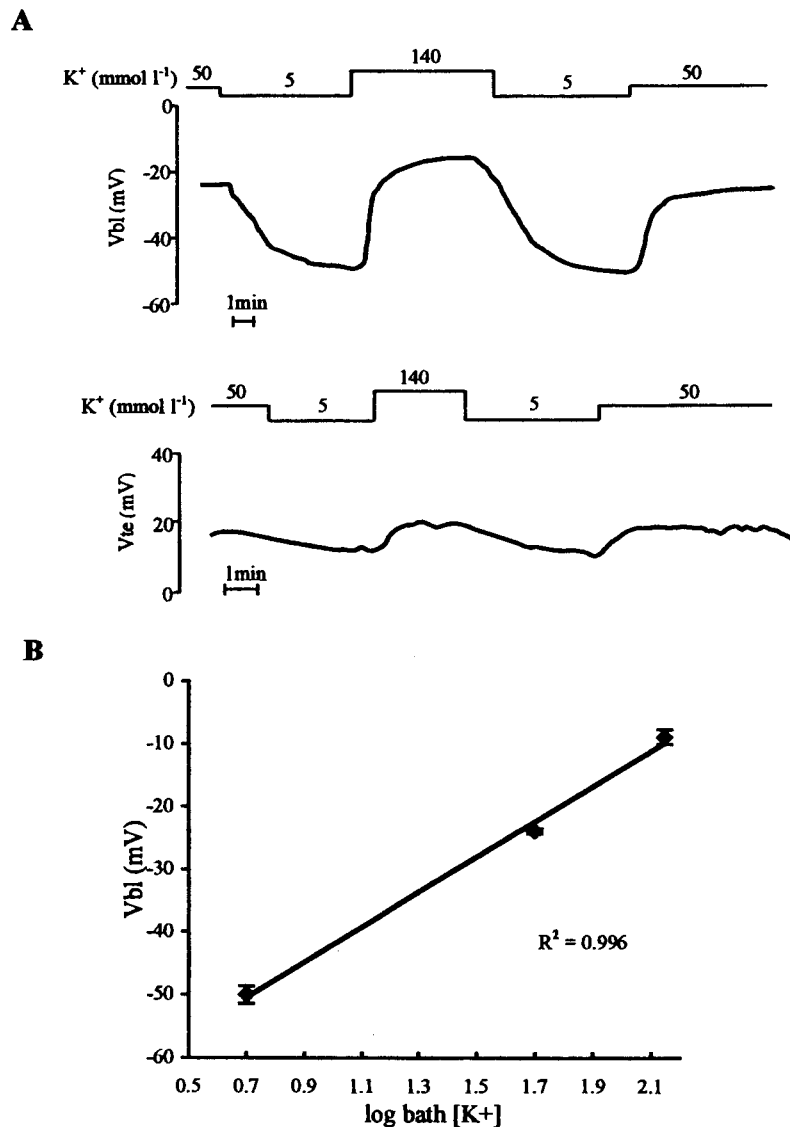 A
K⁺ (mmol l⁻¹) 50 5 140 5 50
0
-20
-40
-60
Vbl (mV)
1min
K⁺ (mmol l⁻¹) 50 5 140 5 50
40
20
0
Vte (mV)
1min
B
0
-10
-20
-30
-40
-50
-60
Vbl (mV)
R² = 0.996
0.5 0.7 0.9 1.1 1.3 1.5 1.7 1.9 2.1
log bath [K+]